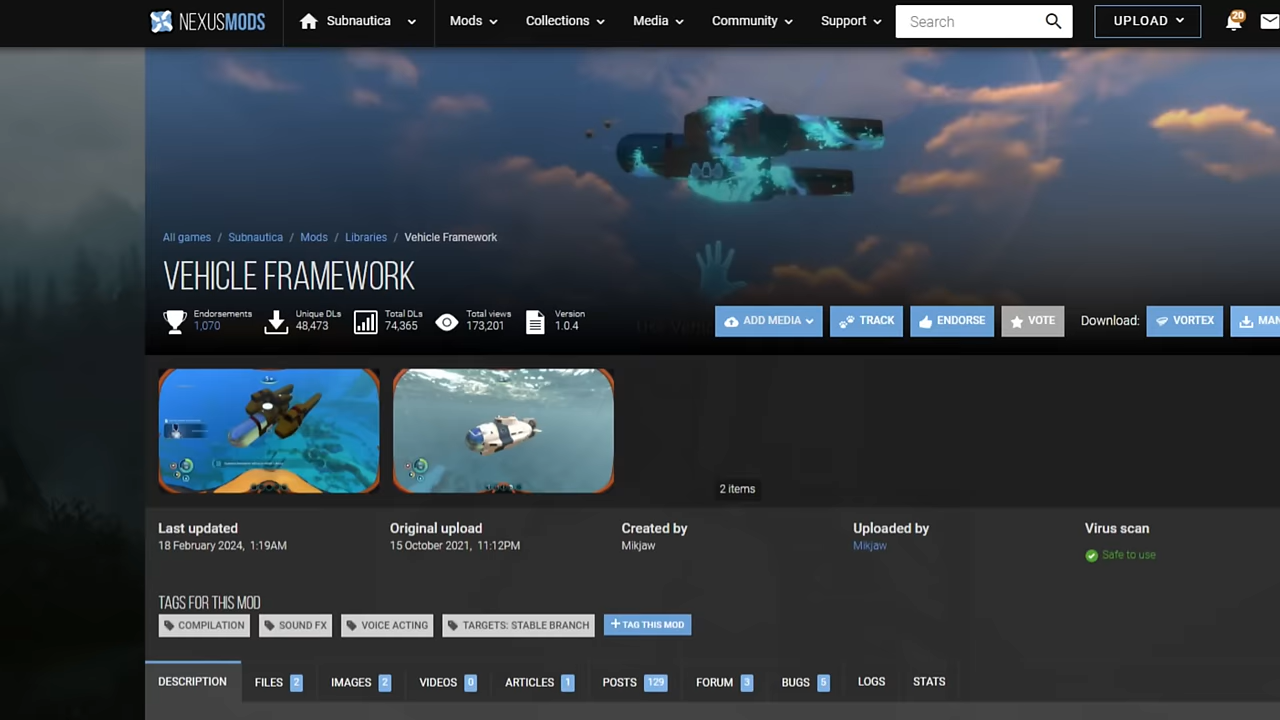 NEXUSMODS Subnautica Mods Collections Media Community Support Search UPLOAD 20
All games / Subnautica / Mods / Libraries / Vehicle Framework
VEHICLE FRAMEWORK
Endorsements Unique DLs Total DLs Total views Version
1,070 48,473 74,365 173,201 1.0.4
ADD MEDIA TRACK ENDORSE VOTE Download: VORTEX MAN
2 items
Last updated Original upload Created by Uploaded by Virus scan
18 February 2024, 1:19AM 15 October 2021, 11:12PM Mikjaw Mikjaw Safe to use
TAGS FOR THIS MOD
COMPILATION SOUND FX VOICE ACTING TARGETS: STABLE BRANCH + TAG THIS MOD
DESCRIPTION FILES 2 IMAGES 2 VIDEOS 0 ARTICLES 1 POSTS 129 FORUM 3 BUGS 5 LOGS STATS